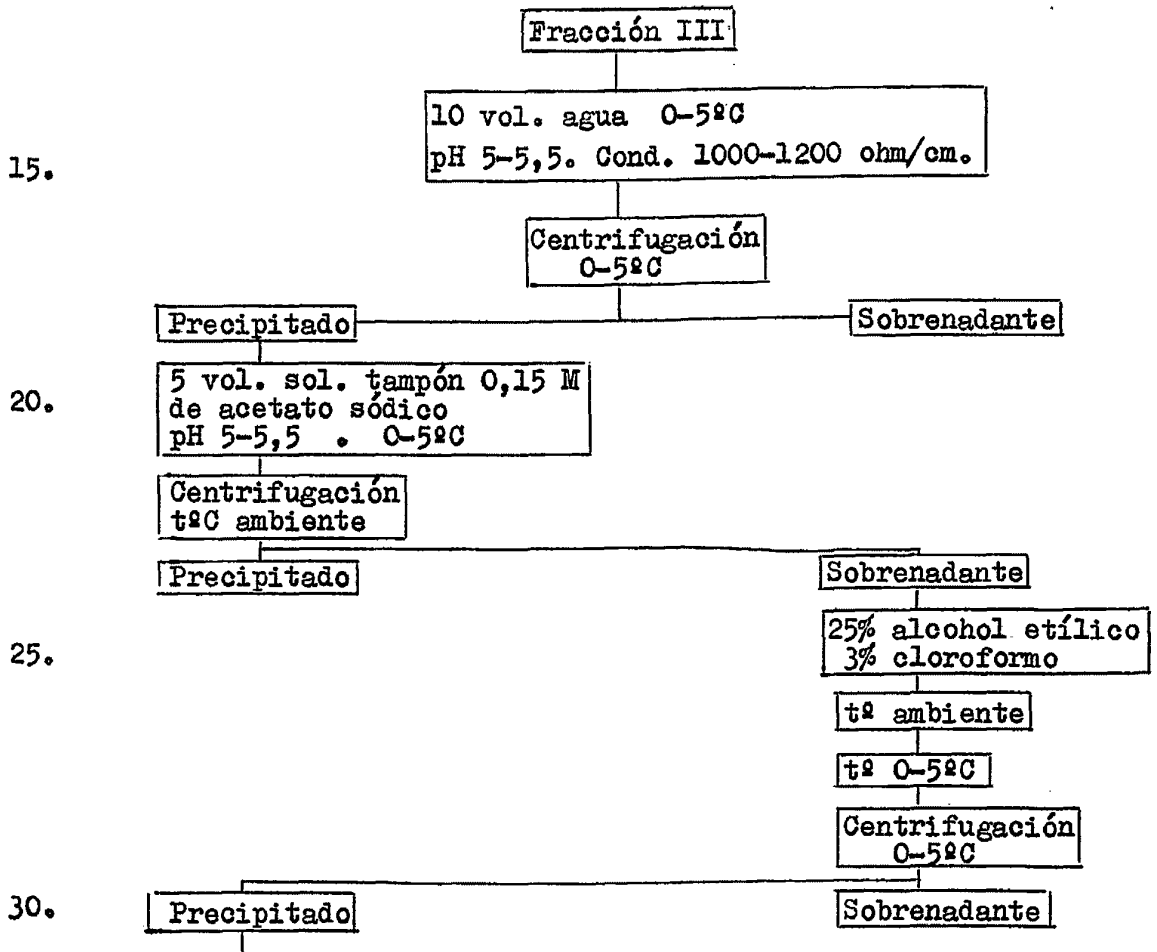 Fracción III
10 vol. agua 0-5ºC
15. pH 5-5,5. Cond. 1000-1200 ohm/cm.
Centrifugación
0-5ºC
Precipitado Sobrenadante
5 vol. sol. tampón 0,15 M
20. de acetato sódico
pH 5-5,5 . 0-5ºC
Centrifugación
tºC ambiente
Precipitado Sobrenadante
25% alcohol etílico
25. 3% cloroformo
tº ambiente
tº 0-5ºC
Centrifugación
0-5ºC
30. Precipitado Sobrenadante